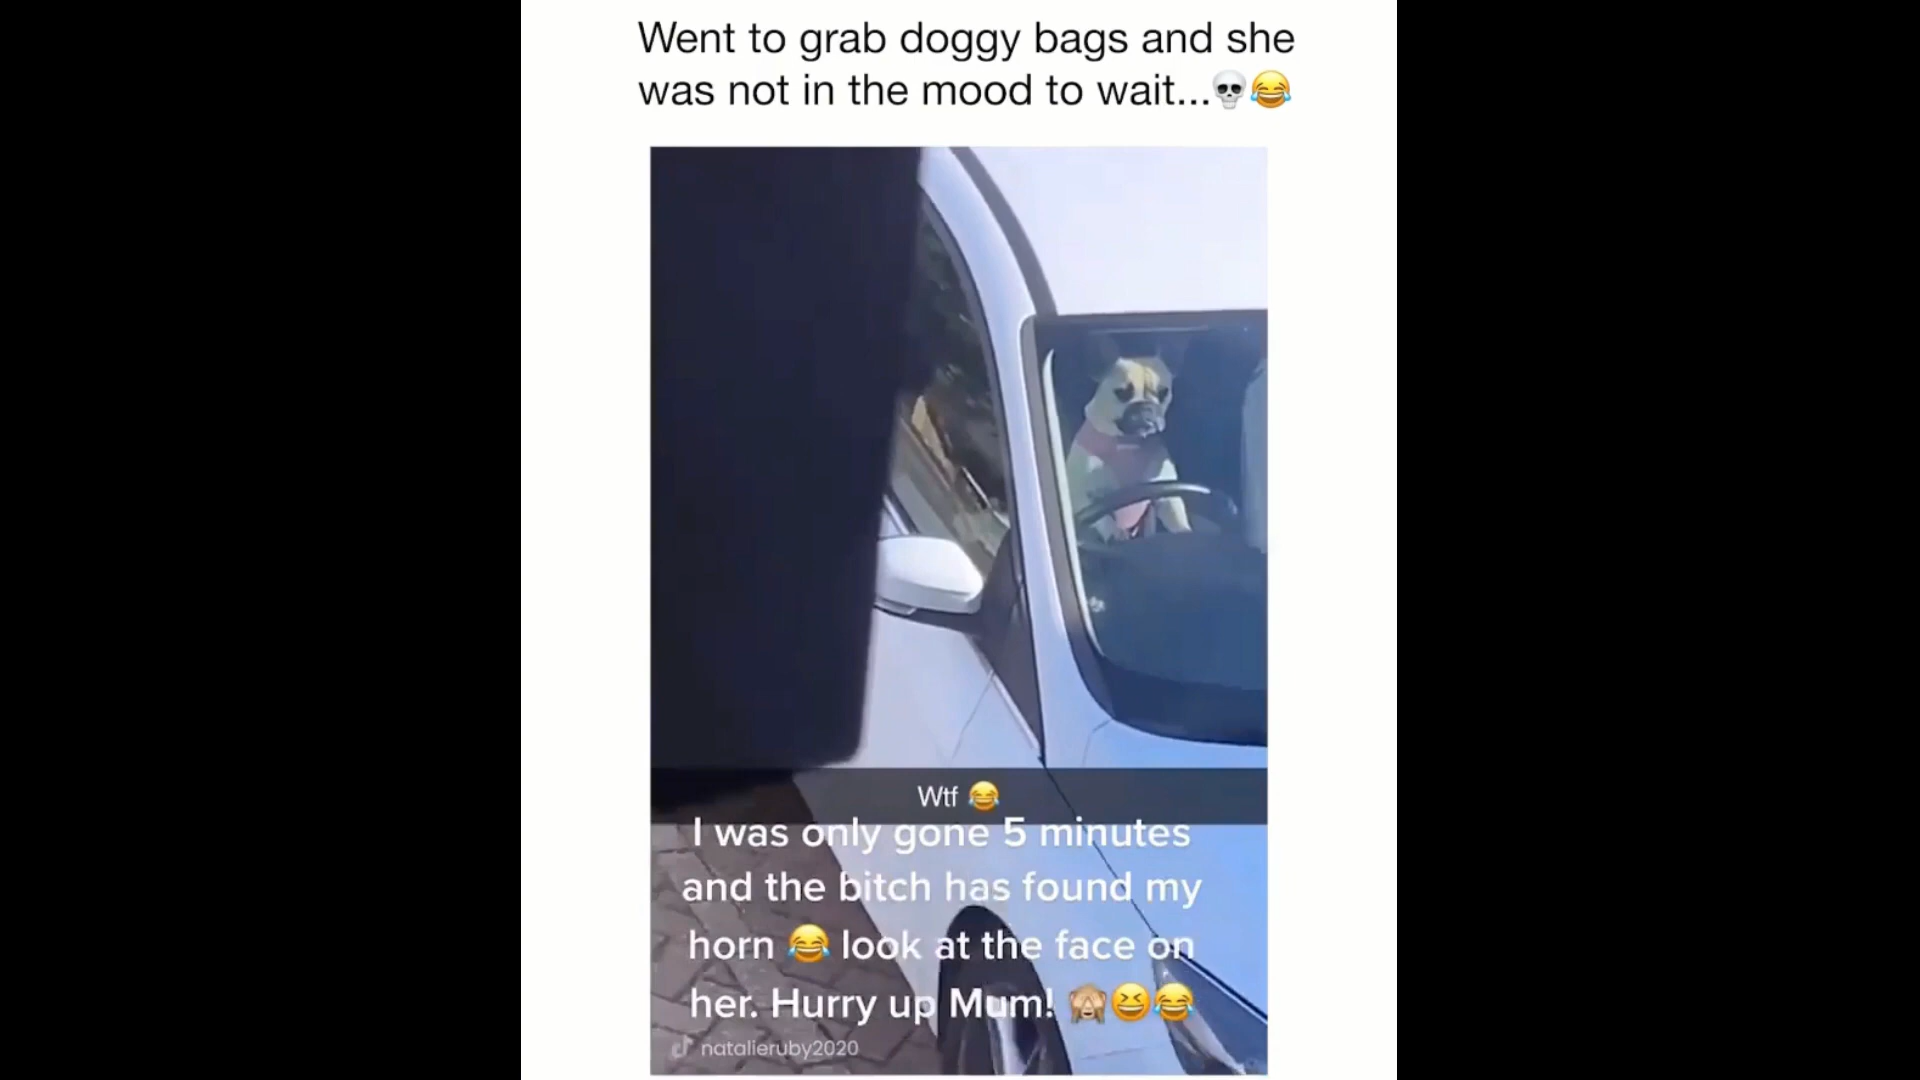 Went to grab doggy bags and she
was not in the mood to wait...💀😂
Wtf 😂
I was only gone 5 minutes
and the bitch has found my
horn 😂 look at the face on
her. Hurry up Mum! 🙈😆😂
natalieruby2020